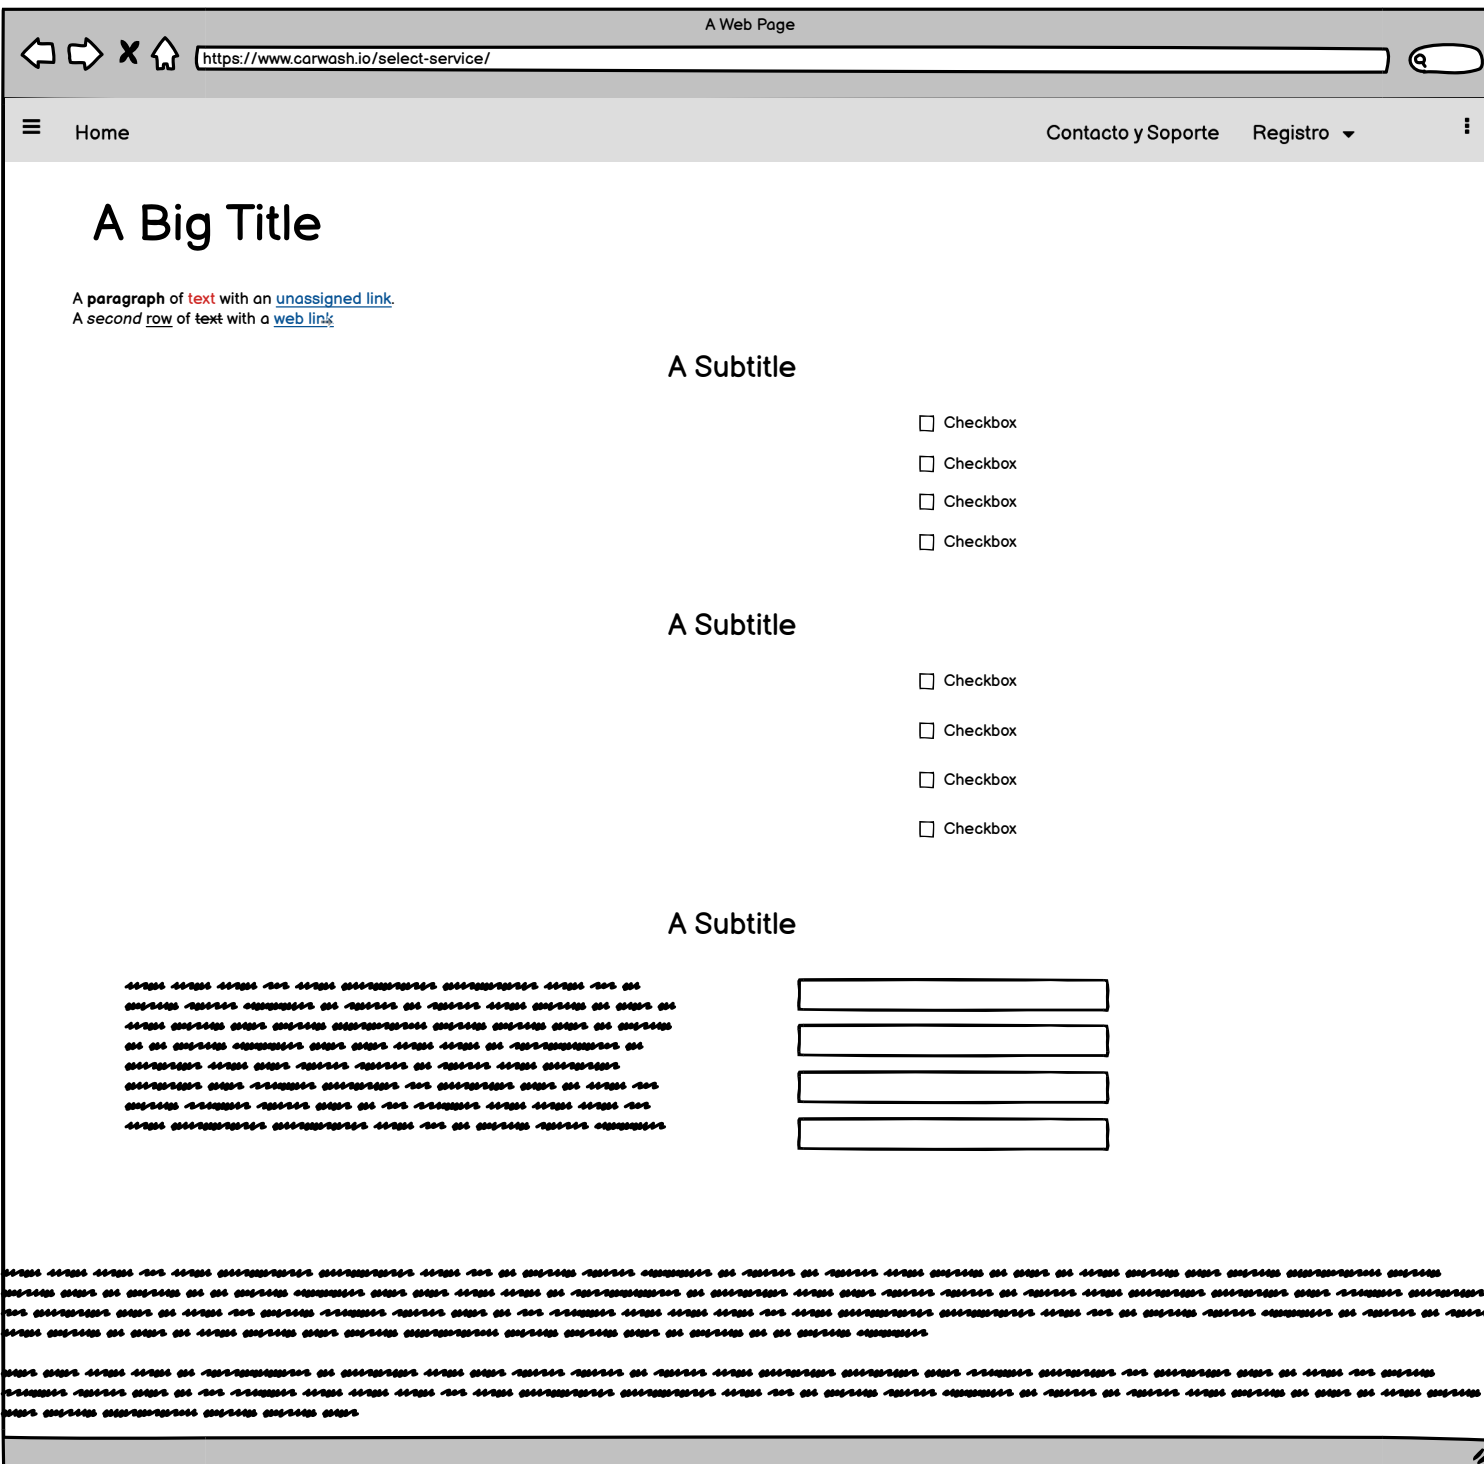 A Web Page
https://www.carwash.io/select-service/
Home Contacto y Soporte Registro
A Big Title
A paragraph of text with an unassigned link.
A second row of text with a web link
A Subtitle
Checkbox
Checkbox
Checkbox
Checkbox
A Subtitle
Checkbox
Checkbox
Checkbox
Checkbox
A Subtitle